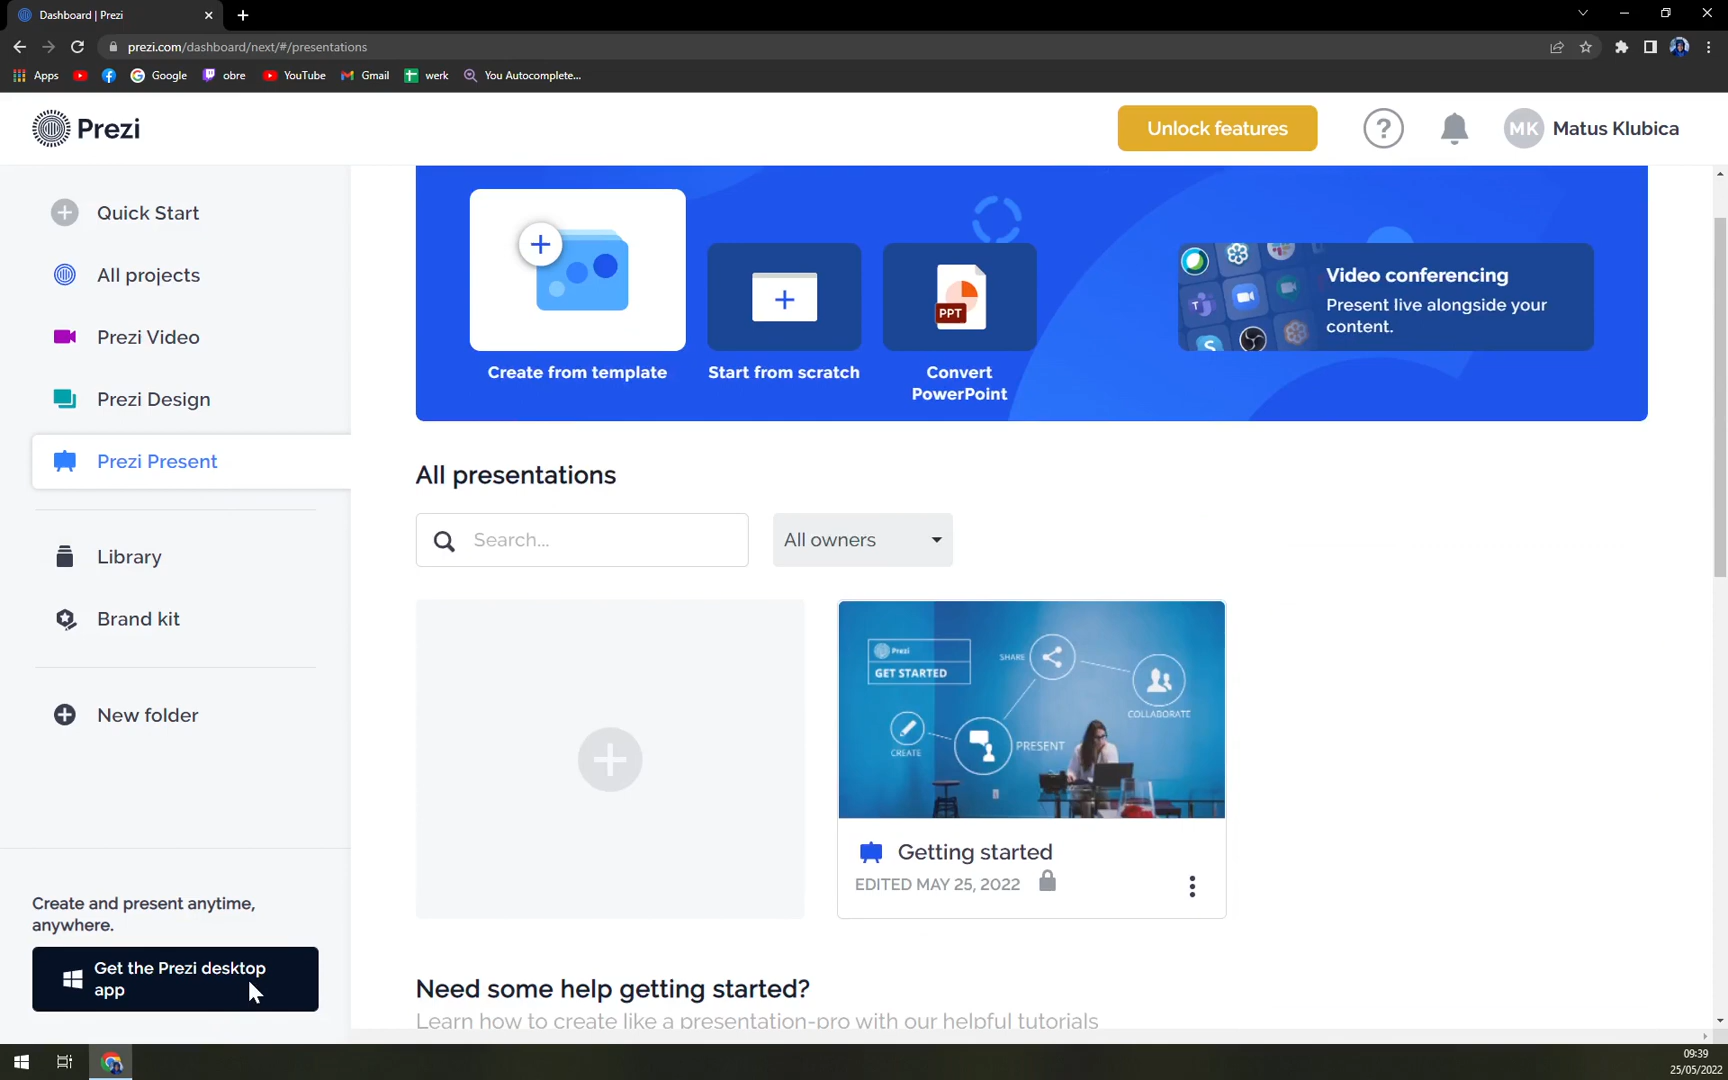 Dashboard | Prezi
prezi.com/dashboard/next/#/presentations
Apps
Google
obre
YouTube
Gmail
werk
You Autocomplete...
Prezi
Unlock features
?
MK
Matus Klubica
Quick Start
All projects
Prezi Video
Prezi Design
Prezi Present
Library
Brand kit
New folder
Create and present anytime,
anywhere.
Get the Prezi desktop
app
Create from template
Start from scratch
PPT
Convert
PowerPoint
Video conferencing
Present live alongside your
content.
S
All presentations
Search...
All owners
Prezi
GET STARTED
SHARE
COLLABORATE
CREATE
PRESENT
Getting started
EDITED MAY 25, 2022
Need some help getting started?
Learn how to create like a presentation-pro with our helpful tutorials
09:39
25/05/2022